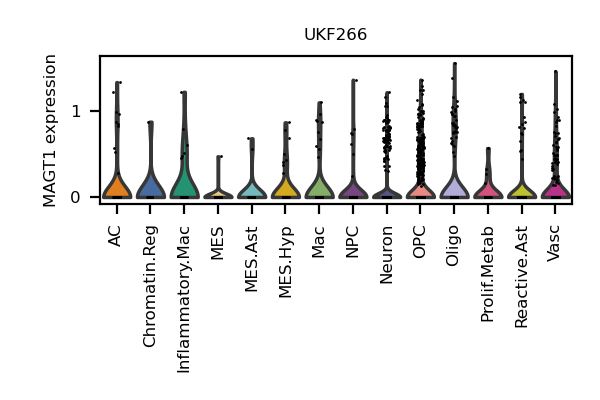 UKF266
MAGT1 expression
1
0
AC
Chromatin.Reg
Inflammatory.Mac
MES
MES.Ast
MES.Hyp
Mac
NPC
Neuron
OPC
Oligo
Prolif.Metab
Reactive.Ast
Vasc